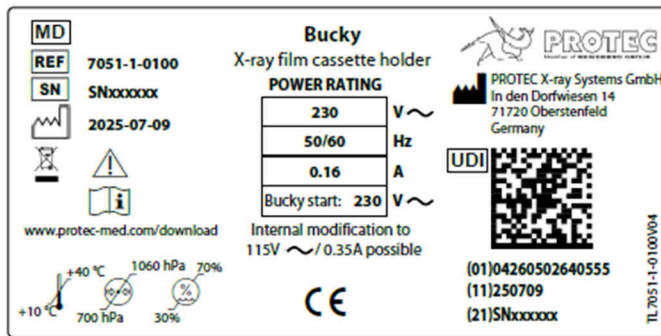 MD
REF 7051-1-0100
SN SNxxxxxx
2025-07-09
www.protec-med.com/download
+10 °C
+40 °C
700 hPa
1060 hPa
30%
70%
Bucky
X-ray film cassette holder
POWER RATING
230 V～
50/60 Hz
0.16 A
Bucky start: 230 V～
Internal modification to
115V ～/ 0.35A possible
CE
PROTEC
PROTEC X-ray Systems GmbH
In den Dorfwiesen 14
71720 Oberstenfeld
Germany
UDI
(01)04260502640555
(11)250709
(21)SNxxxxxx
TL 7051-1-0100V04